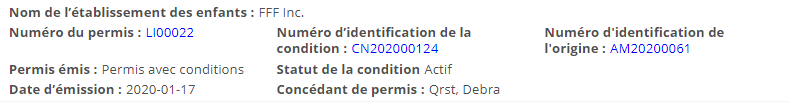 Nom de l’établissement des enfants : FFF Inc.
Numéro du permis : LI00022
Numéro d’identification de la condition : CN202000124
Numéro d'identification de l'origine : AM20200061
Permis émis : Permis avec conditions
Statut de la condition Actif
Date d’émission : 2020-01-17
Concédant de permis : Qrst, Debra